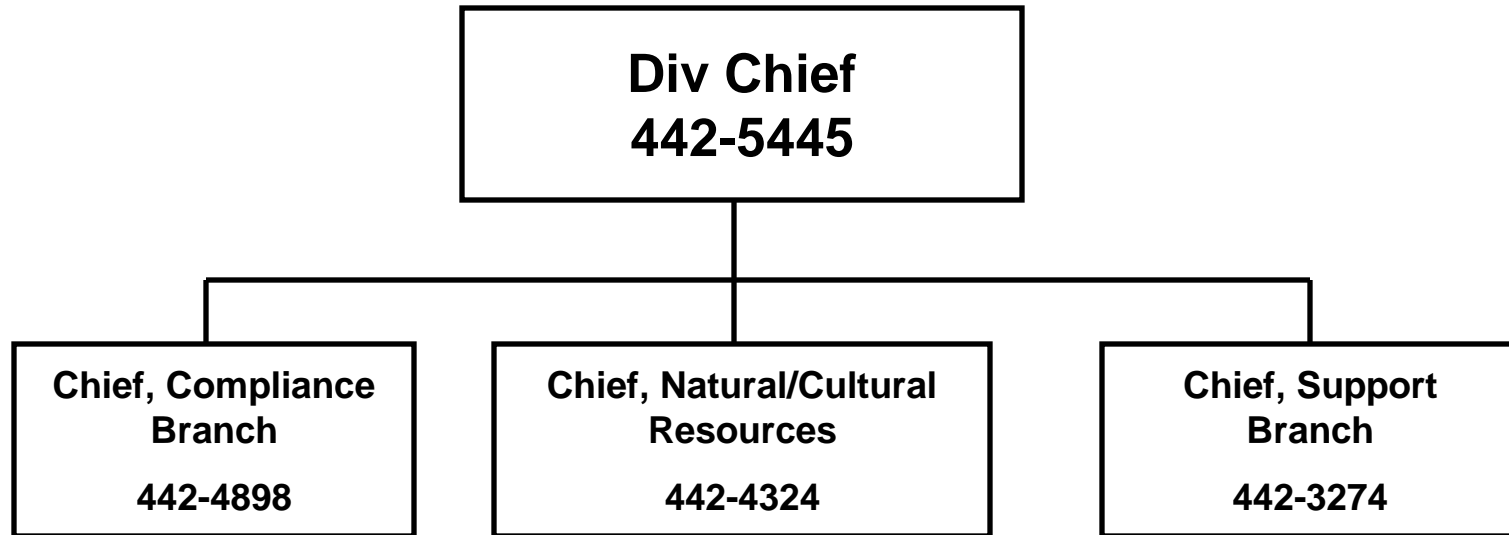 Div Chief
442-5445
Chief, Compliance
Branch
442-4898
Chief, Natural/Cultural
Resources
442-4324
Chief, Support
Branch
442-3274